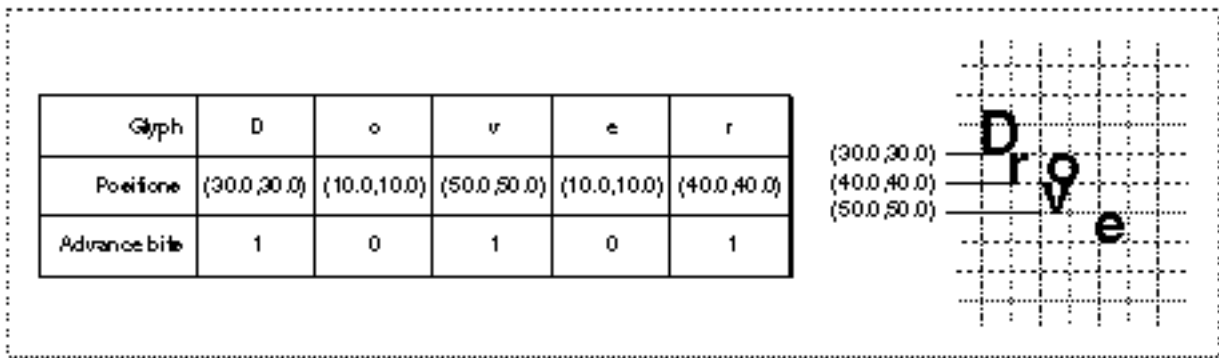 Glyph D o v e r
Positions (30.0,30.0) (10.0,10.0) (50.0,50.0) (10.0,10.0) (40.0,40.0)
Advance bits 1 0 1 0 1
(30.0,30.0)
(40.0,40.0)
(50.0,50.0)
D
r o
v
e